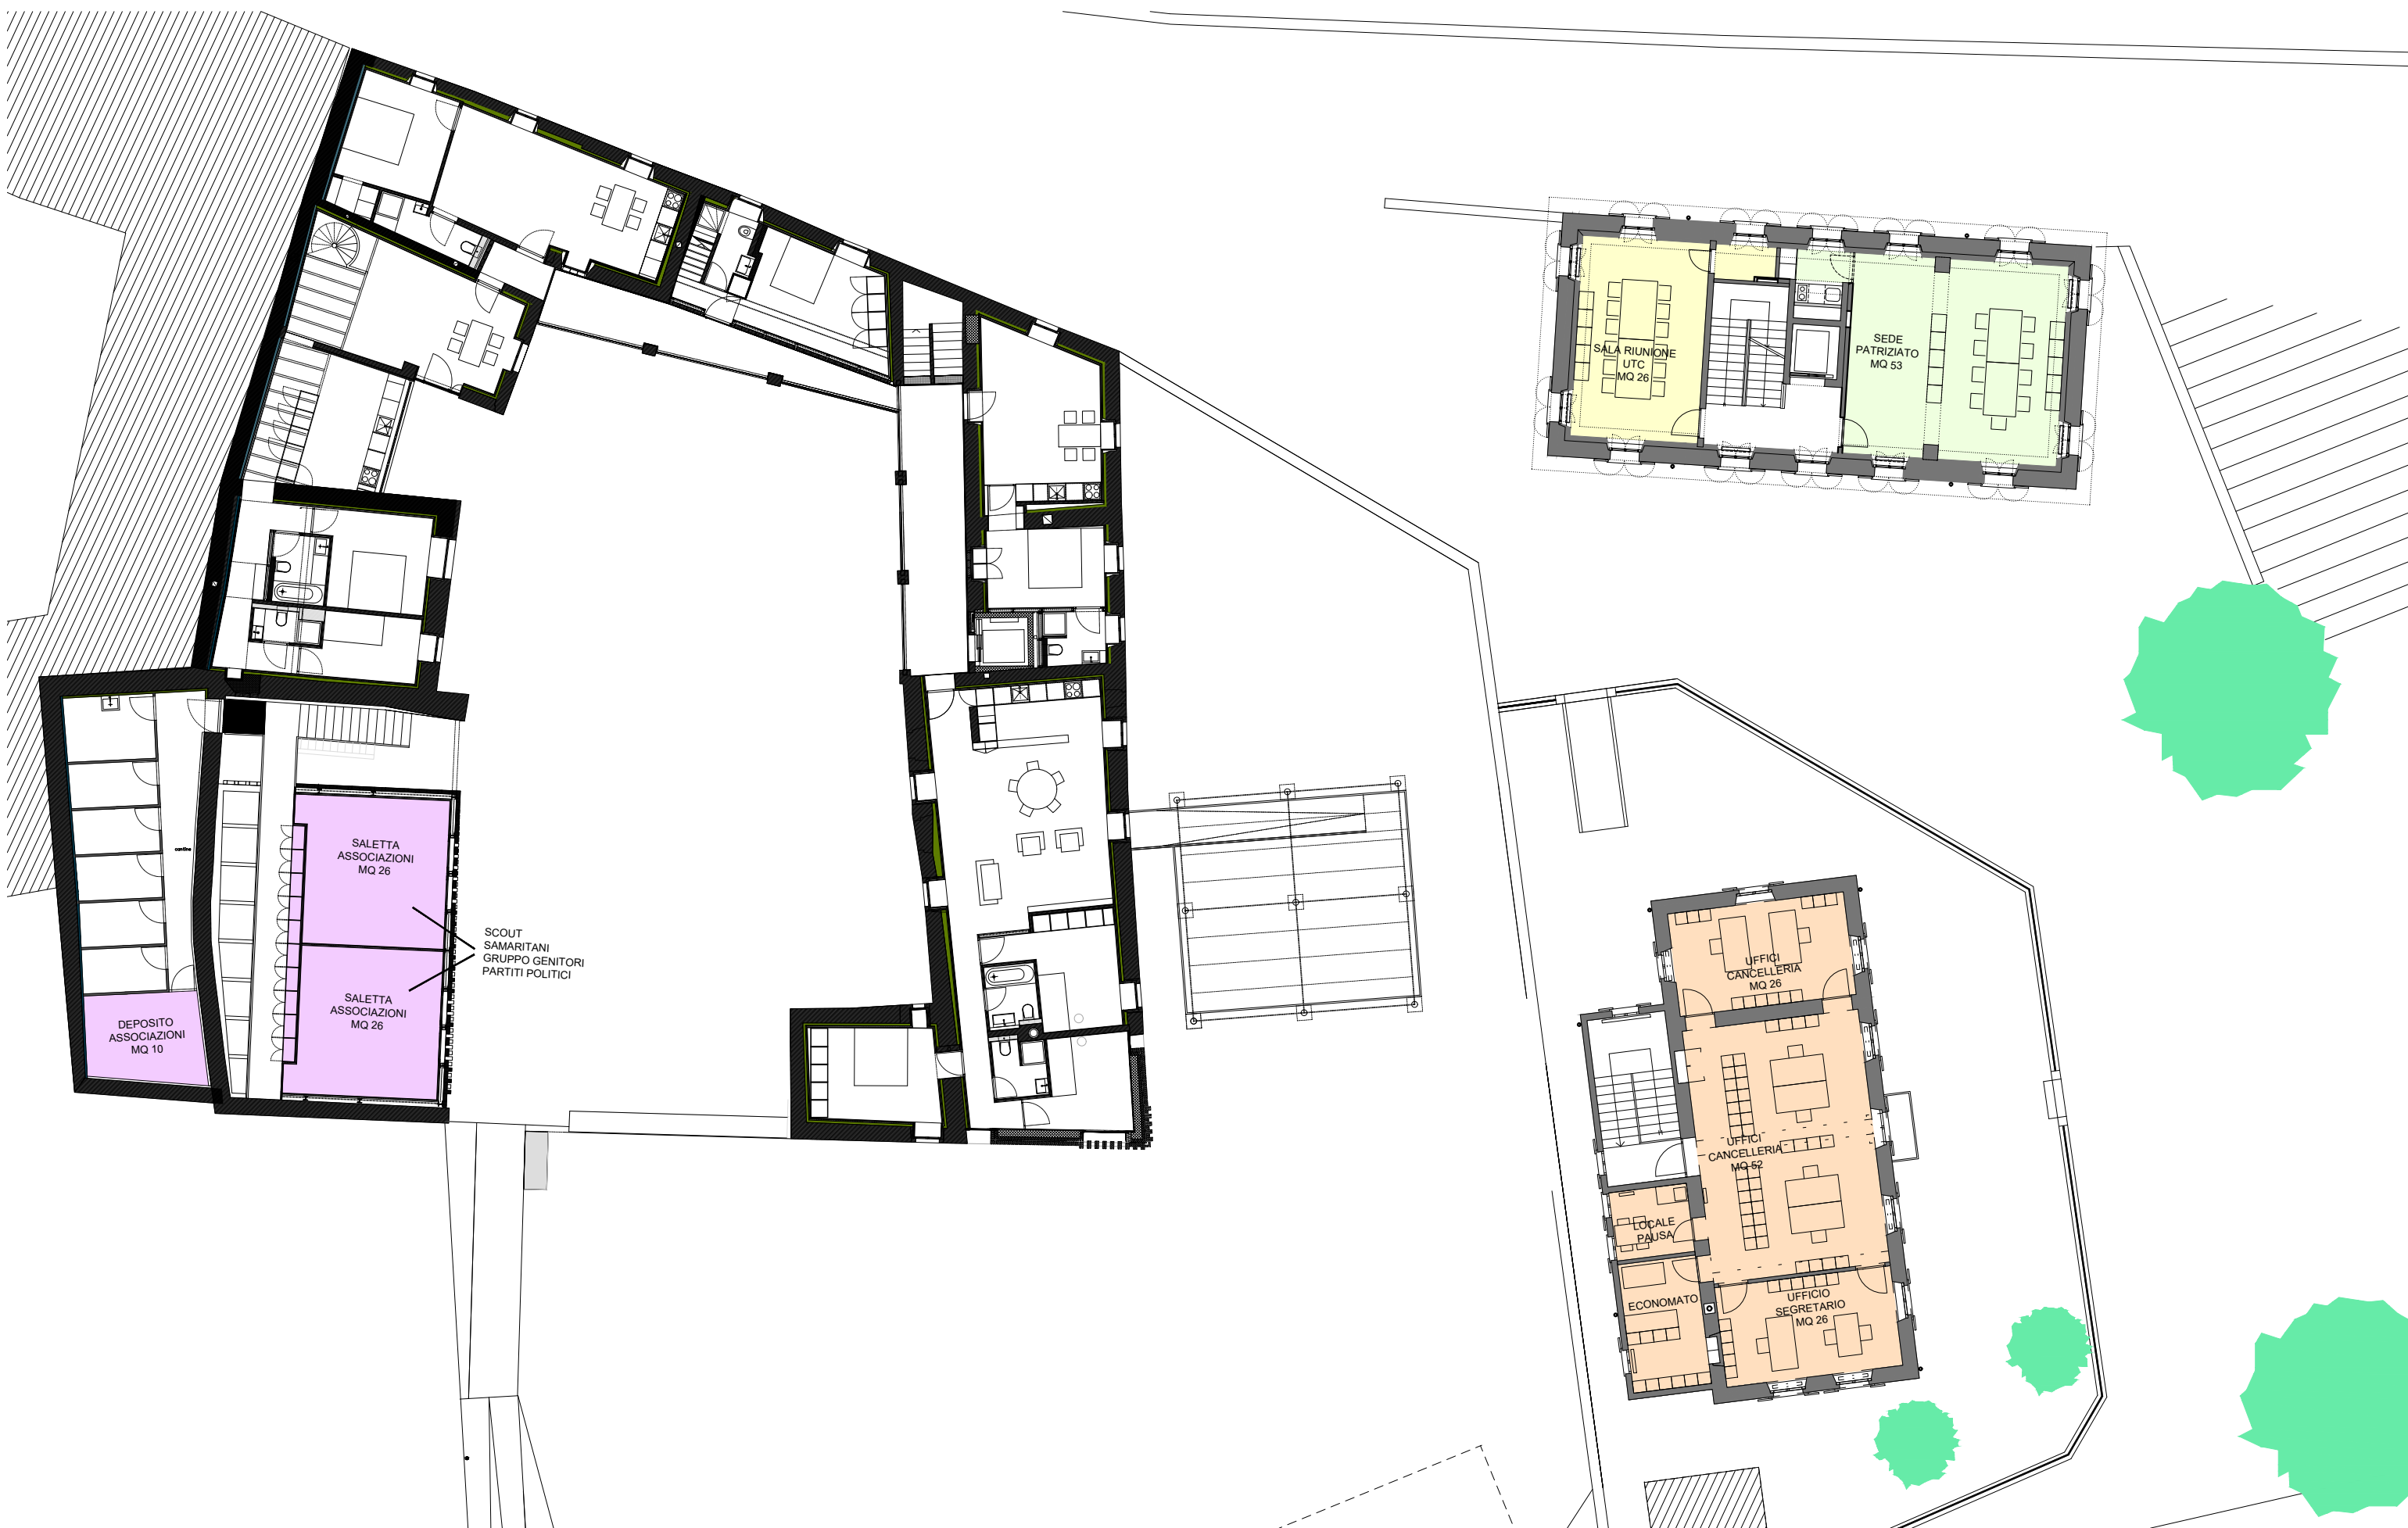 SALA RIUNIONE
UTC
MQ 26
SEDE
PATRIZIATO
MQ 53
SALETTA
ASSOCIAZIONI
MQ 26
cantine
SCOUT
SAMARITANI
GRUPPO GENITORI
PARTITI POLITICI
SALETTA
ASSOCIAZIONI
MQ 26
DEPOSITO
ASSOCIAZIONI
MQ 10
UFFICI
CANCELLERIA
MQ 26
UFFICI
CANCELLERIA
MQ 52
LOCALE
PAUSA
ECONOMATO
UFFICIO
SEGRETARIO
MQ 26